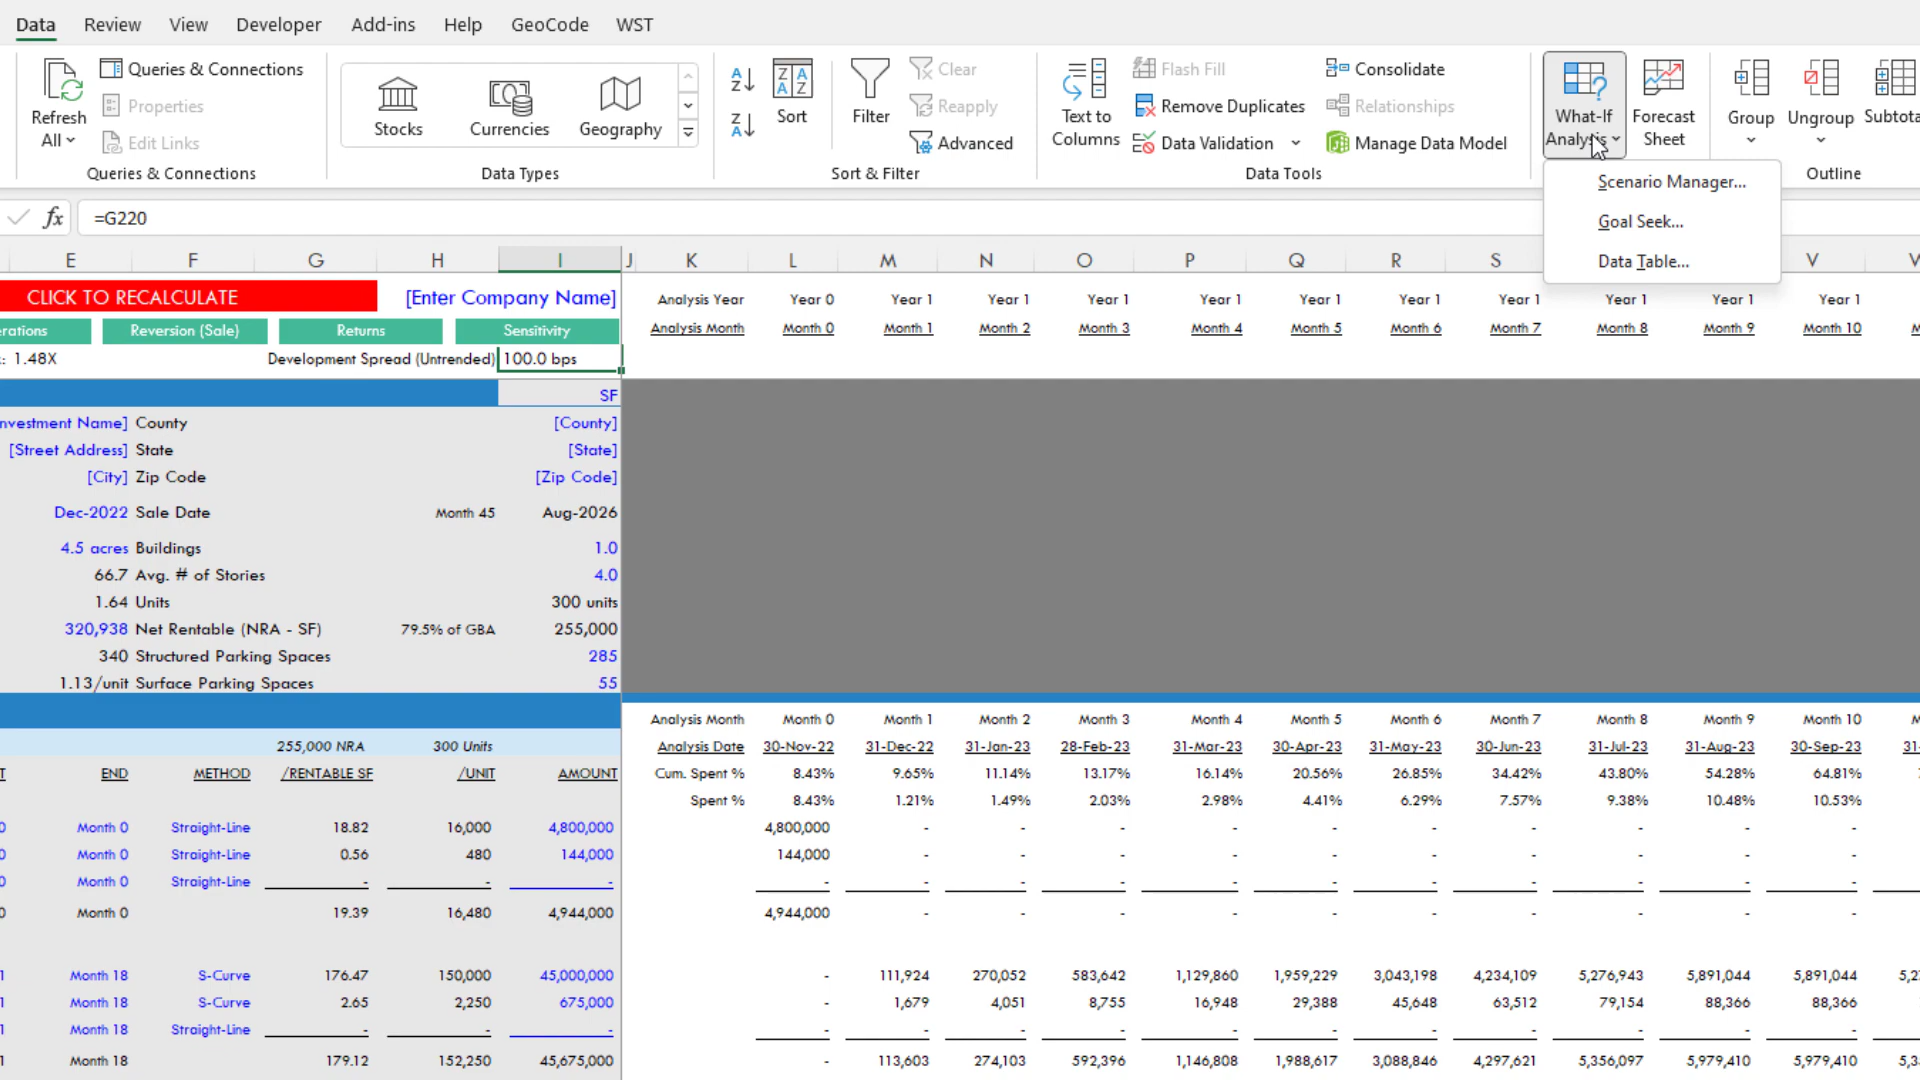 Data Review View Developer Add-ins Help GeoCode WST
Refresh All
Queries & Connections
Properties
Edit Links
Queries & Connections
Stocks Currencies Geography
Data Types
Sort
Filter
Clear
Reapply
Advanced
Sort & Filter
Text to Columns
Flash Fill
Remove Duplicates
Data Validation
Consolidate
Relationships
Manage Data Model
Data Tools
What-If Analysis
Forecast Sheet
Group Ungroup Subtota
Outline
Scenario Manager...
Goal Seek...
Data Table...
fx =G220
E F G H I J K L M N O P Q R S V W
CLICK TO RECALCULATE [Enter Company Name] Analysis Year Year 0 Year 1 Year 1 Year 1 Year 1 Year 1 Year 1 Year 1 Year 1 Year 1 Year 1
erations Reversion (Sale) Returns Sensitivity Analysis Month Month 0 Month 1 Month 2 Month 3 Month 4 Month 5 Month 6 Month 7 Month 8 Month 9 Month 10 M
: 1.48X Development Spread (Untrended) 100.0 bps
SF
nvestment Name] County [County]
[Street Address] State [State]
[City] Zip Code [Zip Code]
Dec-2022 Sale Date Month 45 Aug-2026
4.5 acres Buildings 1.0
66.7 Avg. # of Stories 4.0
1.64 Units 300 units
320,938 Net Rentable (NRA - SF) 79.5% of GBA 255,000
340 Structured Parking Spaces 285
1.13/unit Surface Parking Spaces 55
Analysis Month Month 0 Month 1 Month 2 Month 3 Month 4 Month 5 Month 6 Month 7 Month 8 Month 9 Month 10 M
255,000 NRA 300 Units Analysis Date 30-Nov-22 31-Dec-22 31-Jan-23 28-Feb-23 31-Mar-23 30-Apr-23 31-May-23 30-Jun-23 31-Jul-23 31-Aug-23 30-Sep-23 31
T END METHOD /RENTABLE SF /UNIT AMOUNT Cum. Spent % 8.43% 9.65% 11.14% 13.17% 16.14% 20.56% 26.85% 34.42% 43.80% 54.28% 64.81%
Spent % 8.43% 1.21% 1.49% 2.03% 2.98% 4.41% 6.29% 7.57% 9.38% 10.48% 10.53%
0 Month 0 Straight-Line 18.82 16,000 4,800,000 4,800,000 - - - - - - - - - -
0 Month 0 Straight-Line 0.56 480 144,000 144,000 - - - - - - - - - -
0 Month 0 Straight-Line - - - - - - - - - - - - - -
0 Month 0 19.39 16,480 4,944,000 4,944,000 - - - - - - - - - -
1 Month 18 S-Curve 176.47 150,000 45,000,000 - 111,924 270,052 583,642 1,129,860 1,959,229 3,043,198 4,234,109 5,276,943 5,891,044 5,891,044 5,2
1 Month 18 S-Curve 2.65 2,250 675,000 - 1,679 4,051 8,755 16,948 29,388 45,648 63,512 79,154 88,366 88,366
1 Month 18 Straight-Line - - - - - - - - - - - - - -
1 Month 18 179.12 152,250 45,675,000 - 113,603 274,103 592,396 1,146,808 1,988,617 3,088,846 4,297,621 5,356,097 5,979,410 5,979,410 5,3